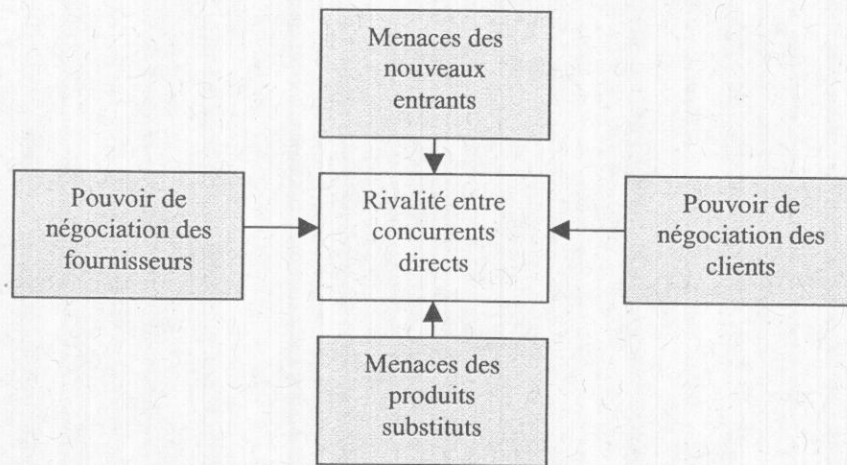 Menaces des
nouveaux
entrants
Pouvoir de
négociation des
fournisseurs
Rivalité entre
concurrents
directs
Pouvoir de
négociation des
clients
Menaces des
produits
substituts